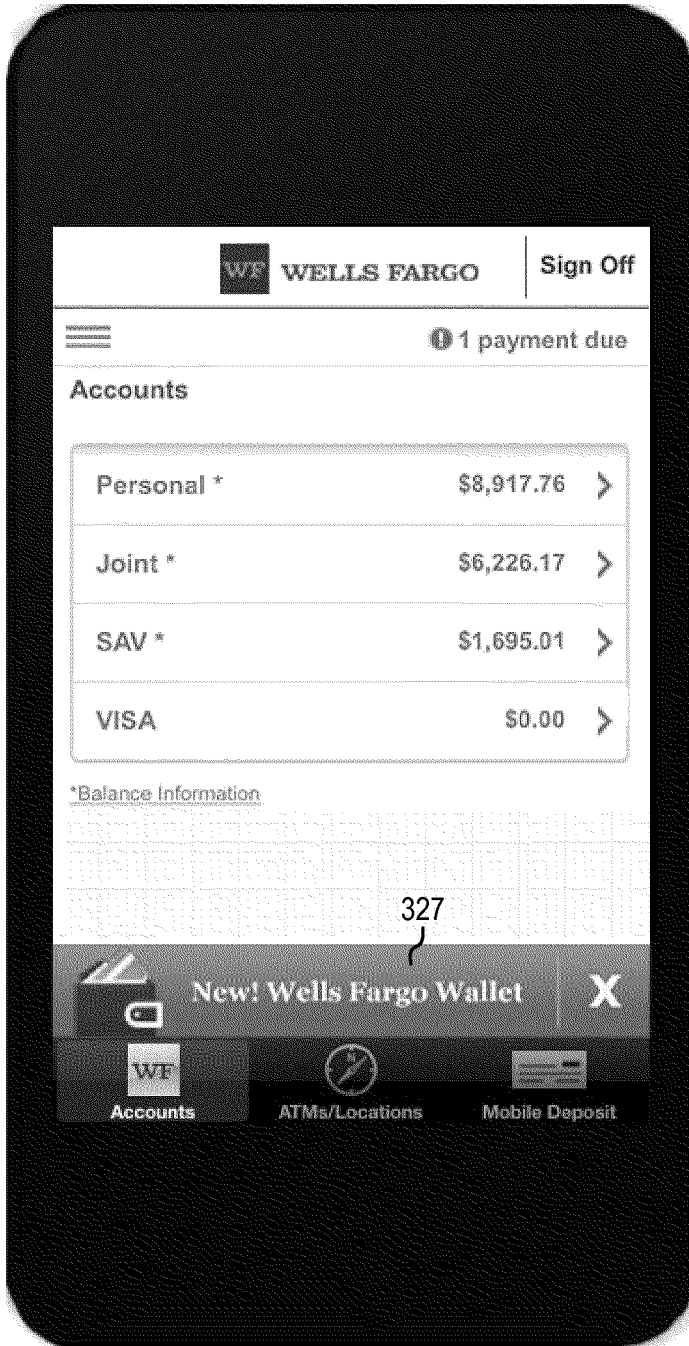 WF WELLS FARGO Sign Off
1 payment due
Accounts
Personal * $8,917.76
Joint * $6,226.17
SAV * $1,695.01
VISA $0.00
*Balance Information
327
New! Wells Fargo Wallet X
WF N
Accounts ATMs/Locations Mobile Deposit